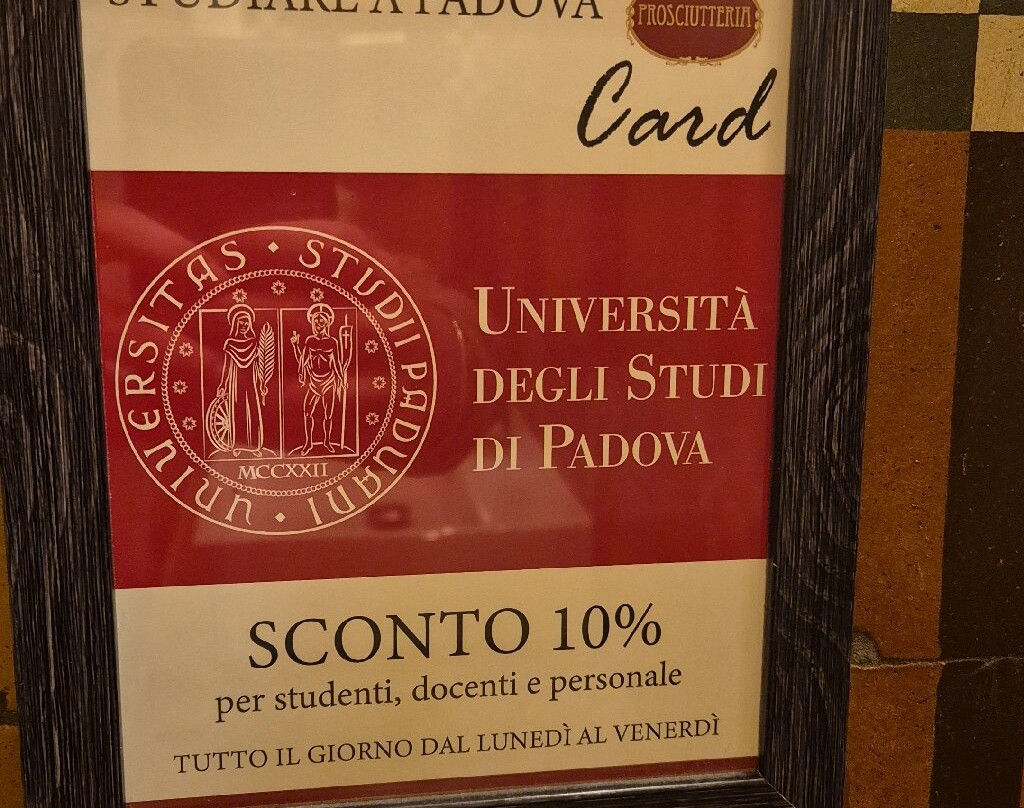 STUDIARE A PADOVA
PROSCIUTTERIA
Card
UNIVERSITAS • STUDII PADUANI •
MCCXXII
UNIVERSITÀ
DEGLI STUDI
DI PADOVA
SCONTO 10%
per studenti, docenti e personale
TUTTO IL GIORNO DAL LUNEDÌ AL VENERDÌ